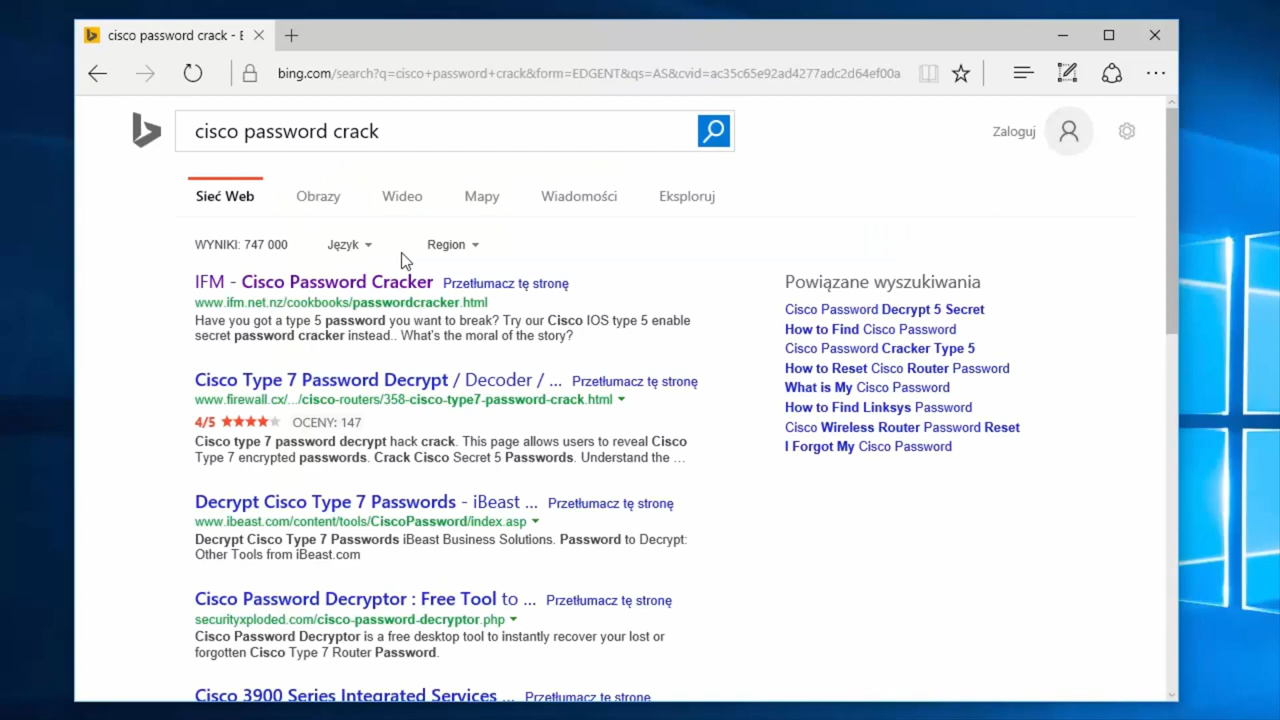 cisco password crack - E
bing.com/search?q=cisco+password+crack&form=EDGENT&qs=AS&cvid=ac35c65e92ad4277adc2d64ef00a
cisco password crack
Zaloguj
Sieć Web Obrazy Wideo Mapy Wiadomości Eksploruj
WYNIKI: 747 000 Język Region
IFM - Cisco Password Cracker Przetłumacz tę stronę
www.ifm.net.nz/cookbooks/passwordcracker.html
Have you got a type 5 password you want to break? Try our Cisco IOS type 5 enable
secret password cracker instead.. What's the moral of the story?
Cisco Type 7 Password Decrypt / Decoder / ... Przetłumacz tę stronę
www.firewall.cx/.../cisco-routers/358-cisco-type7-password-crack.html
4/5 OCENY: 147
Cisco type 7 password decrypt hack crack. This page allows users to reveal Cisco
Type 7 encrypted passwords. Crack Cisco Secret 5 Passwords. Understand the ...
Decrypt Cisco Type 7 Passwords - iBeast ... Przetłumacz tę stronę
www.ibeast.com/content/tools/CiscoPassword/index.asp
Decrypt Cisco Type 7 Passwords iBeast Business Solutions. Password to Decrypt:
Other Tools from iBeast.com
Cisco Password Decryptor : Free Tool to ... Przetłumacz tę stronę
securityxploded.com/cisco-password-decryptor.php
Cisco Password Decryptor is a free desktop tool to instantly recover your lost or
forgotten Cisco Type 7 Router Password.
Cisco 3900 Series Integrated Services ... Przetłumacz tę stronę
Powiązane wyszukiwania
Cisco Password Decrypt 5 Secret
How to Find Cisco Password
Cisco Password Cracker Type 5
How to Reset Cisco Router Password
What is My Cisco Password
How to Find Linksys Password
Cisco Wireless Router Password Reset
I Forgot My Cisco Password